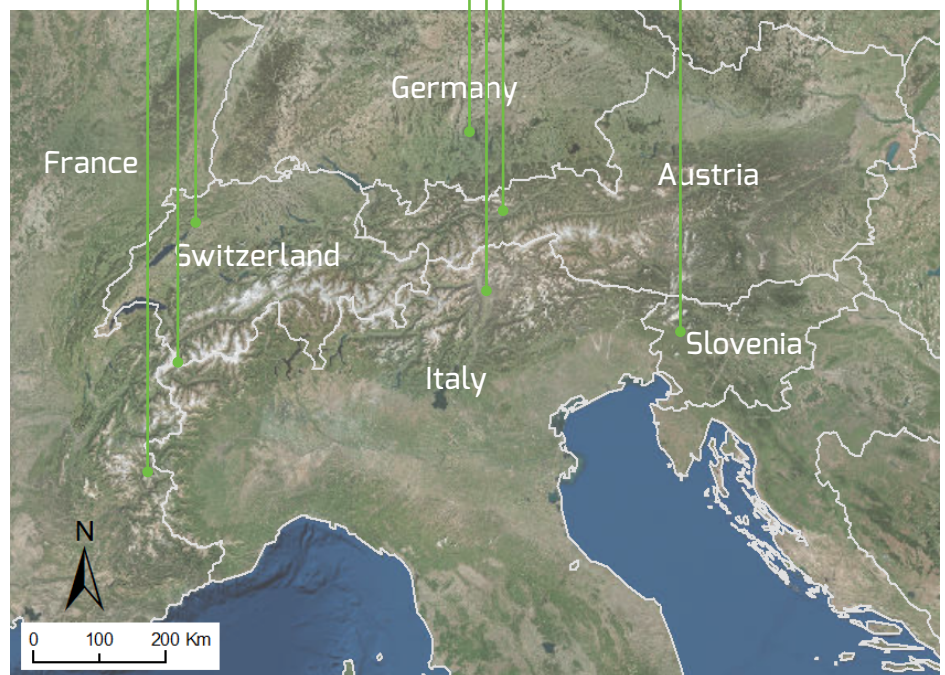 Germany
France
Austria
Switzerland
Slovenia
Italy
N
0 100 200 Km